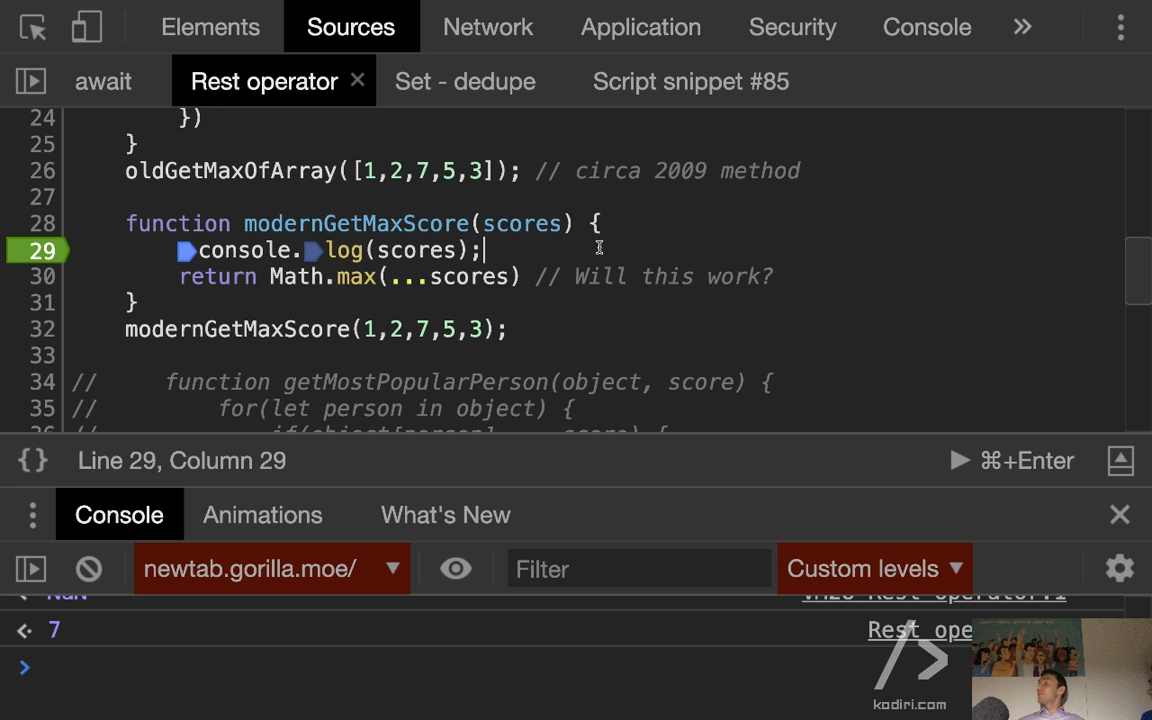 Elements Sources Network Application Security Console »
await Rest operator × Set - dedupe Script snippet #85
24 })
25 }
26 oldGetMaxOfArray([1,2,7,5,3]); // circa 2009 method
27
28 function modernGetMaxScore(scores) {
29 console.log(scores);
30 return Math.max(...scores) // Will this work?
31 }
32 modernGetMaxScore(1,2,7,5,3);
33
34 // function getMostPopularPerson(object, score) {
35 // for(let person in object) {
{} Line 29, Column 29 ⌘+Enter
Console Animations What's New
newtab.gorilla.moe/ Filter Custom levels
NaN
7 Rest ope
</>
kodiri.com